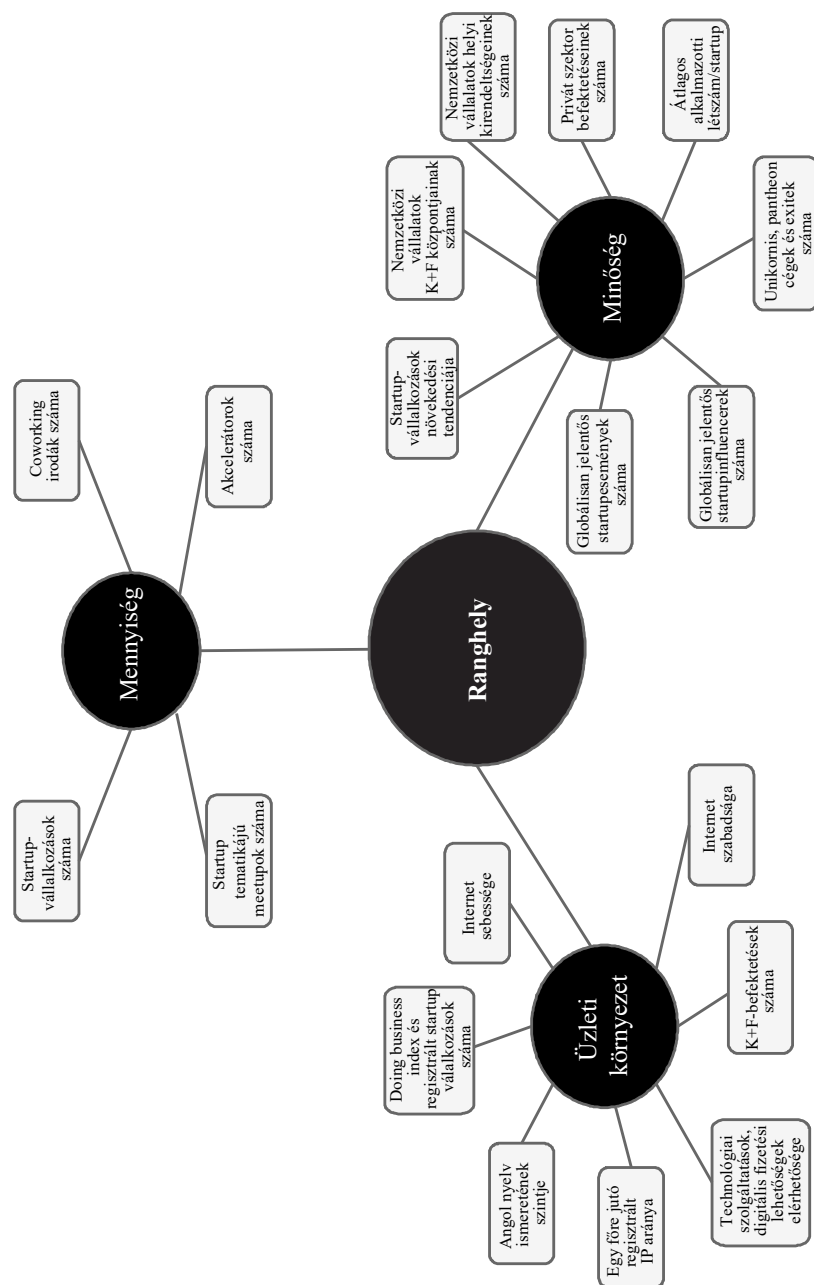 Startup-
vállalkozások
száma
Coworking
irodák száma
Mennyiség
Startup
tematikájú
meetupok száma
Akcelerátorok
száma
Ranghely
Doing business
index és
regisztrált startup
válalkozások
száma
Internet
sebessége
Angol nyelv
ismeretének
szintje
Üzleti
környezet
Egy főre jutó
regisztrált
IP aránya
Internet
szabadsága
Technológiai
szolgáltatások,
digitális fizetési
lehetőségek
elérhetősége
K+F-befektetések
száma
Startup-
vállalkozások
növekedési
tendenciája
Nemzetközi
vállalatok
K+F központjainak
száma
Nemzetközi
vállalatok helyi
kirendeltségeinek
száma
Minőség
Globálisan jelentős
startupesemények
száma
Privát szektor
befektetéseinek
száma
Globálisan jelentős
startupinfluencerek
száma
Unikornis, pantheon
cégek és exitek
száma
Átlagos
alkalmazotti
létszám/startup